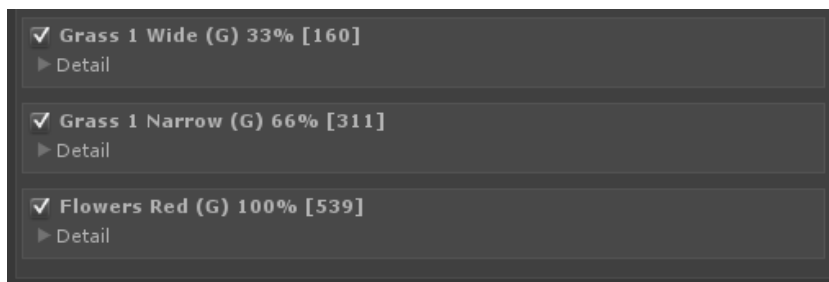 Grass 1 Wide (G) 33% [160]
Detail
Grass 1 Narrow (G) 66% [311]
Detail
Flowers Red (G) 100% [539]
Detail